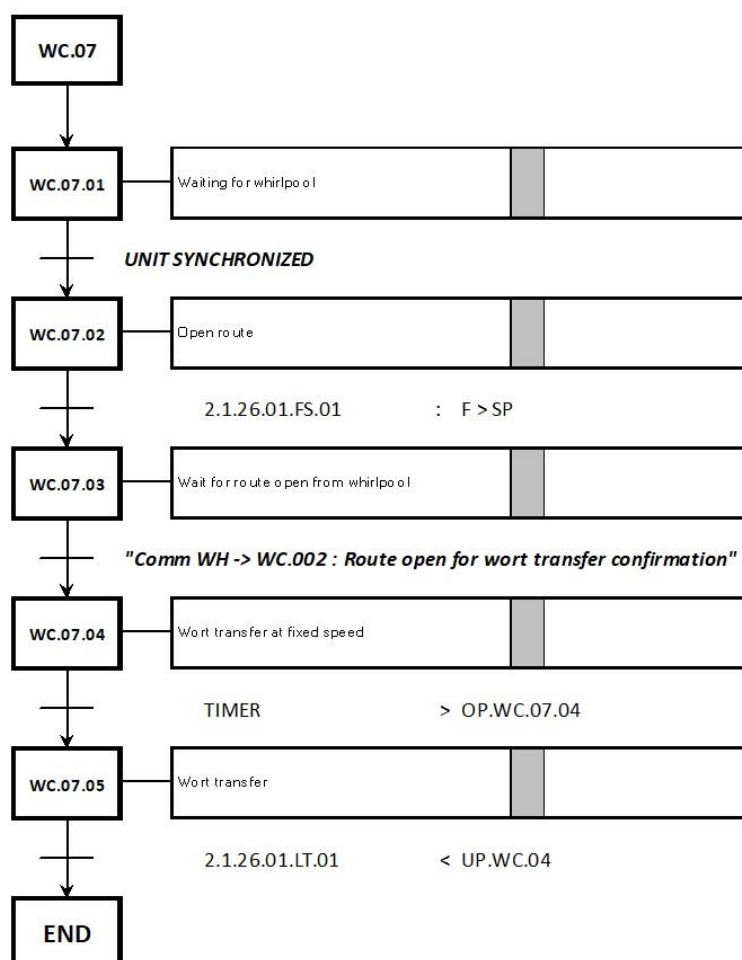 WC.07
WC.07.01 Waiting for whirlpool
UNIT SYNCHRONIZED
WC.07.02 Open route
2.1.26.01.FS.01 : F > SP
WC.07.03 Wait for route open from whirlpool
"Comm WH -> WC.002 : Route open for wort transfer confirmation"
WC.07.04 Wort transfer at fixed speed
TIMER > OP.WC.07.04
WC.07.05 Wort transfer
2.1.26.01.LT.01 < UP.WC.04
END